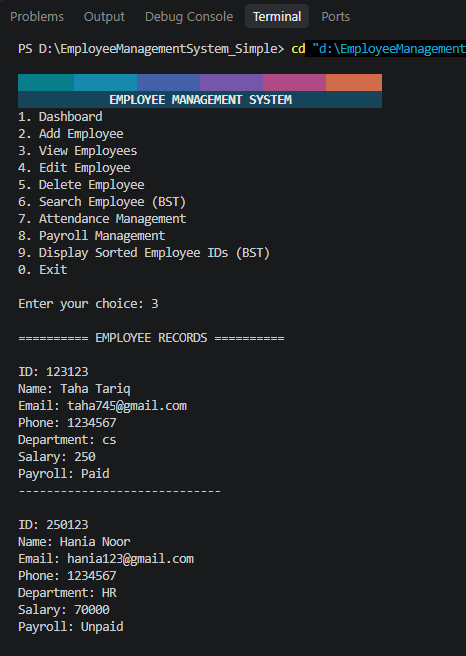 Problems Output Debug Console Terminal Ports
PS D:\EmployeeManagementSystem_Simple> cd "d:\EmployeeManagement
EMPLOYEE MANAGEMENT SYSTEM
1. Dashboard
2. Add Employee
3. View Employees
4. Edit Employee
5. Delete Employee
6. Search Employee (BST)
7. Attendance Management
8. Payroll Management
9. Display Sorted Employee IDs (BST)
0. Exit
Enter your choice: 3
========== EMPLOYEE RECORDS ==========
ID: 123123
Name: Taha Tariq
Email: taha745@gmail.com
Phone: 1234567
Department: cs
Salary: 250
Payroll: Paid
-----------------------------
ID: 250123
Name: Hania Noor
Email: hania123@gmail.com
Phone: 1234567
Department: HR
Salary: 70000
Payroll: Unpaid